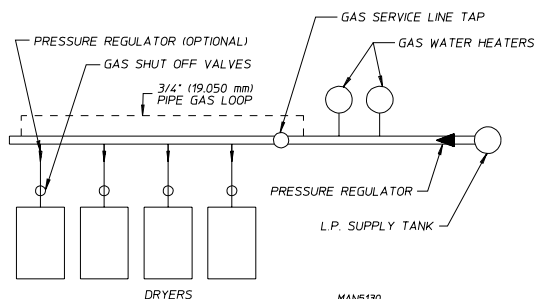 GAS SERVICE LINE TAP
PRESSURE REGULATOR (OPTIONAL)
GAS WATER HEATERS
GAS SHUT OFF VALVES
3/4" (19.050 mm)
PIPE GAS LOOP
PRESSURE REGULATOR
L.P. SUPPLY TANK
DRYERS
MAN5130